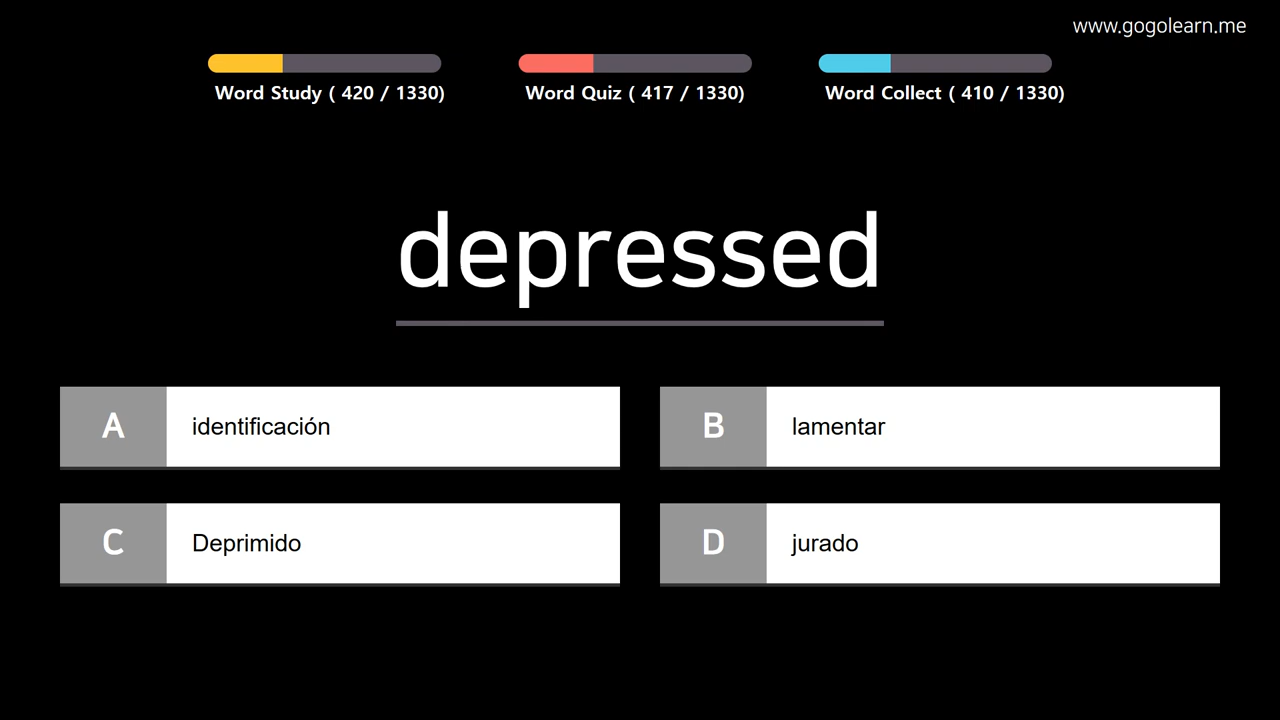 www.gogolearn.me
Word Study ( 420 / 1330)
Word Quiz ( 417 / 1330)
Word Collect ( 410 / 1330)
depressed
A identificación
B lamentar
C Deprimido
D jurado